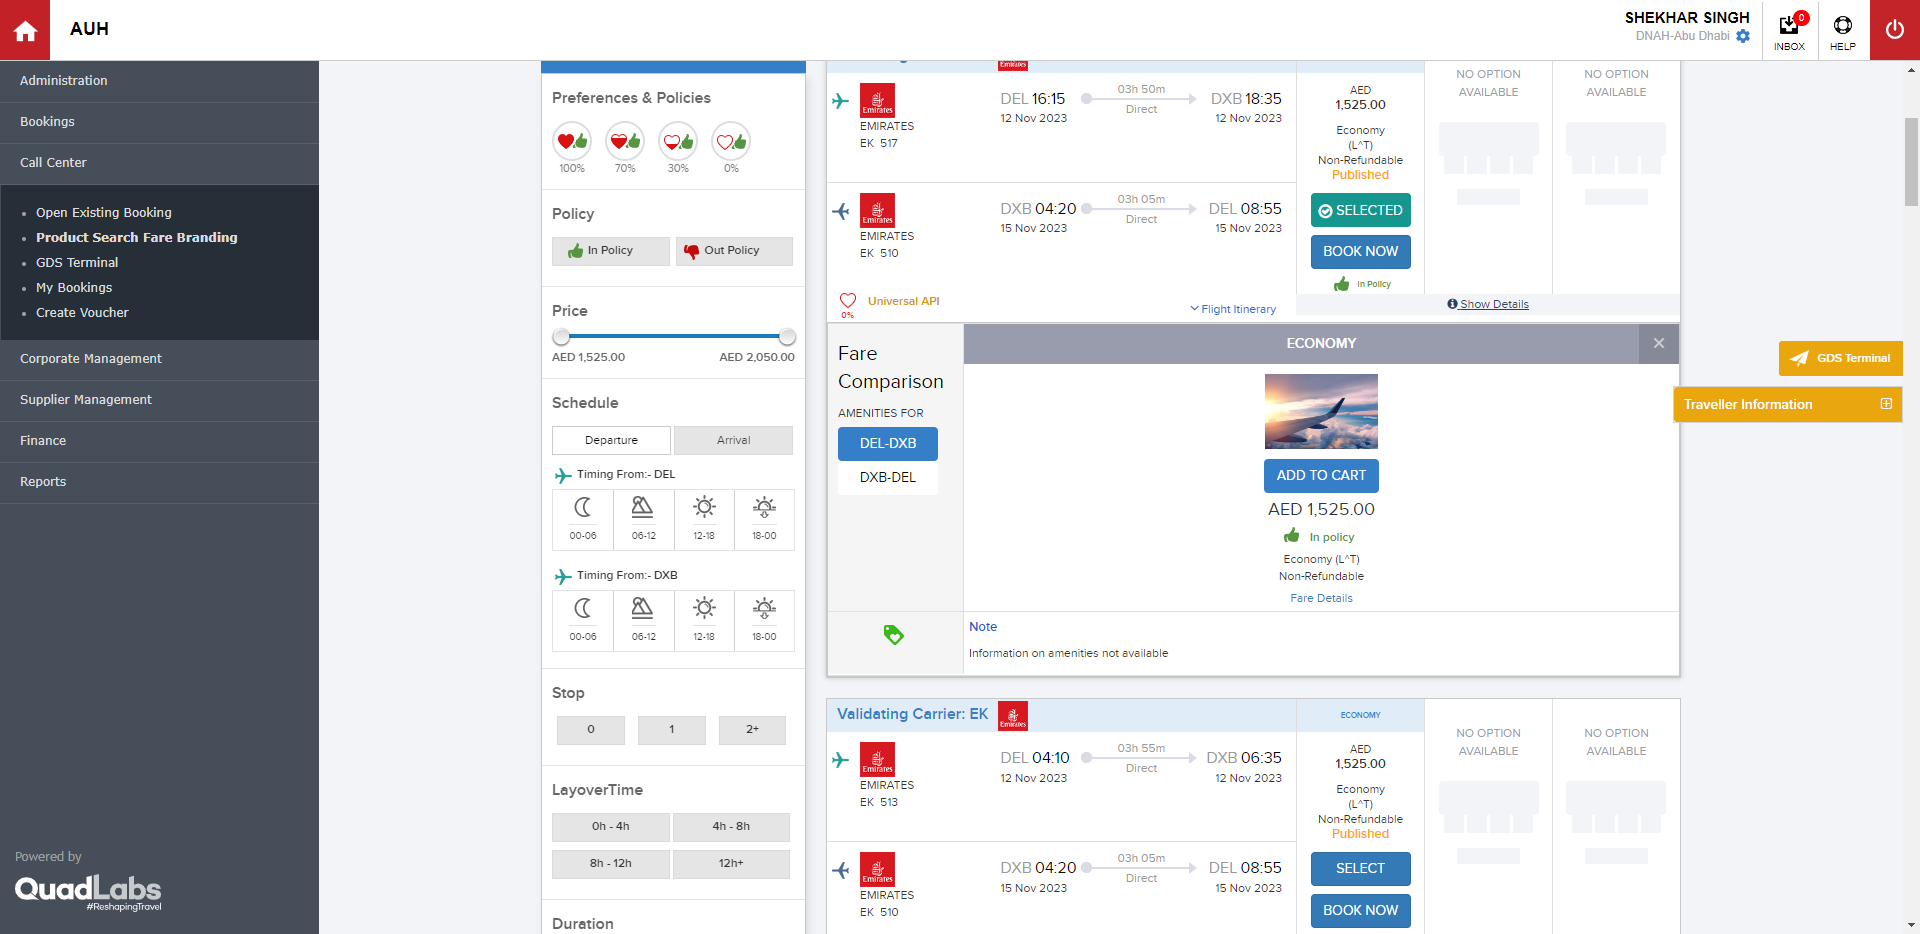 AUH
SHEKHAR SINGH
DNAH-Abu Dhabi
0
INBOX
HELP
Administration
Bookings
Call Center
Open Existing Booking
Product Search Fare Branding
GDS Terminal
My Bookings
Create Voucher
Corporate Management
Supplier Management
Finance
Reports
Powered by
QuadLabs
#ReshapingTravel
Preferences & Policies
100% 70% 30% 0%
Policy
In Policy Out Policy
Price
AED 1,525.00 AED 2,050.00
Schedule
Departure Arrival
Timing From:- DEL
00-06 06-12 12-18 18-00
Timing From:- DXB
00-06 06-12 12-18 18-00
Stop
0 1 2+
LayoverTime
0h - 4h 4h - 8h
8h - 12h 12h+
Duration
Emirates
Emirates
EMIRATES
EK 517
DEL 16:15
12 Nov 2023
03h 50m
Direct
DXB 18:35
12 Nov 2023
Emirates
EMIRATES
EK 510
DXB 04:20
15 Nov 2023
03h 05m
Direct
DEL 08:55
15 Nov 2023
0%
Universal API
Flight Itinerary
AED
1,525.00
Economy
(L^T)
Non-Refundable
Published
SELECTED
BOOK NOW
In Policy
NO OPTION
AVAILABLE
NO OPTION
AVAILABLE
Show Details
Fare
Comparison
AMENITIES FOR
DEL-DXB
DXB-DEL
ECONOMY
ADD TO CART
AED 1,525.00
In policy
Economy (L^T)
Non-Refundable
Fare Details
Note
Information on amenities not available
GDS Terminal
Traveller Information
Validating Carrier: EK
Emirates
ECONOMY
Emirates
EMIRATES
EK 513
DEL 04:10
12 Nov 2023
03h 55m
Direct
DXB 06:35
12 Nov 2023
Emirates
EMIRATES
EK 510
DXB 04:20
15 Nov 2023
03h 05m
Direct
DEL 08:55
15 Nov 2023
AED
1,525.00
Economy
(L^T)
Non-Refundable
Published
SELECT
BOOK NOW
NO OPTION
AVAILABLE
NO OPTION
AVAILABLE